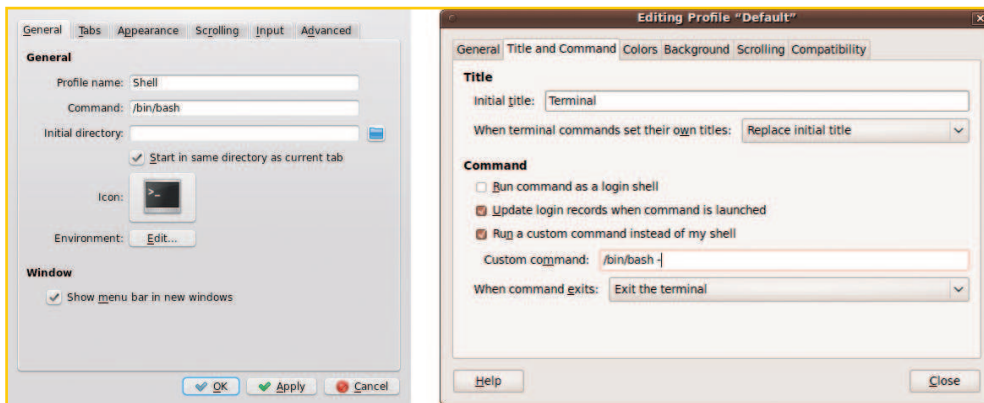 General Tabs Appearance Scrolling Input Advanced
General
Profile name: Shell
Command: /bin/bash
Initial directory:
Start in same directory as current tab
>_
Icon:
Environment: Edit...
Window
Show menu bar in new windows
OK Apply Cancel
Editing Profile “Default”
General Title and Command Colors Background Scrolling Compatibility
Title
Initial title: Terminal
When terminal commands set their own titles: Replace initial title
Command
Run command as a login shell
Update login records when command is launched
Run a custom command instead of my shell
Custom command: /bin/bash -
When command exits: Exit the terminal
Help Close